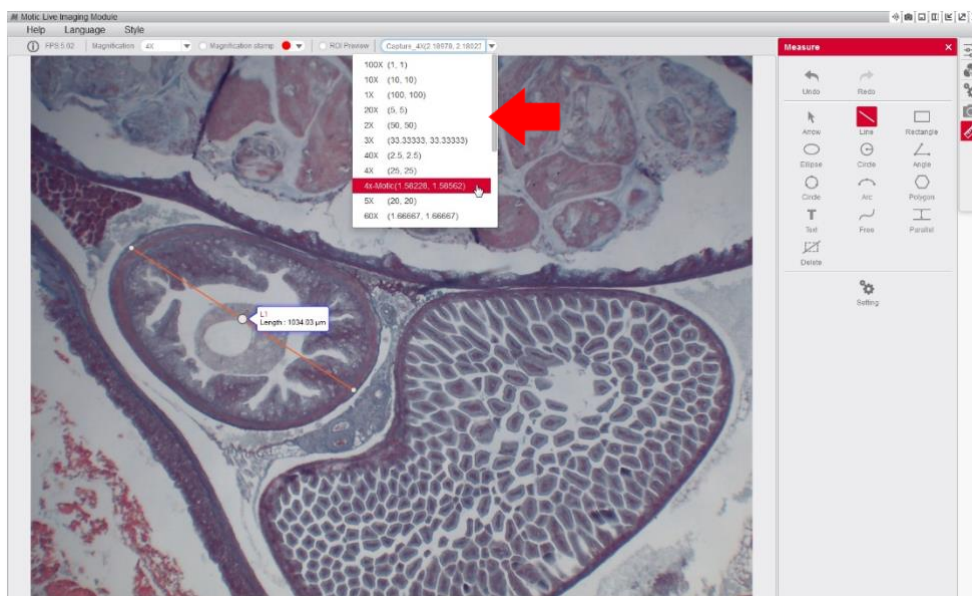 Motic Live Imaging Module
Help Language Style
FPS:5.02 Magnification 4X Magnification stamp ROI Preview Capture_4X(2.18978, 2.18027
100X (1, 1)
10X (10, 10)
1X (100, 100)
20X (5, 5)
2X (50, 50)
3X (33.33333, 33.33333)
40X (2.5, 2.5)
4X (25, 25)
4x-Motic(1.58228, 1.58562)
5X (20, 20)
60X (1.66667, 1.66667)
L1
Length : 1034.03 µm
Measure
Undo Redo
Arrow Line Rectangle
Ellipse Circle Angle
Circle Arc Polygon
Text Free Parallel
Delete
Setting